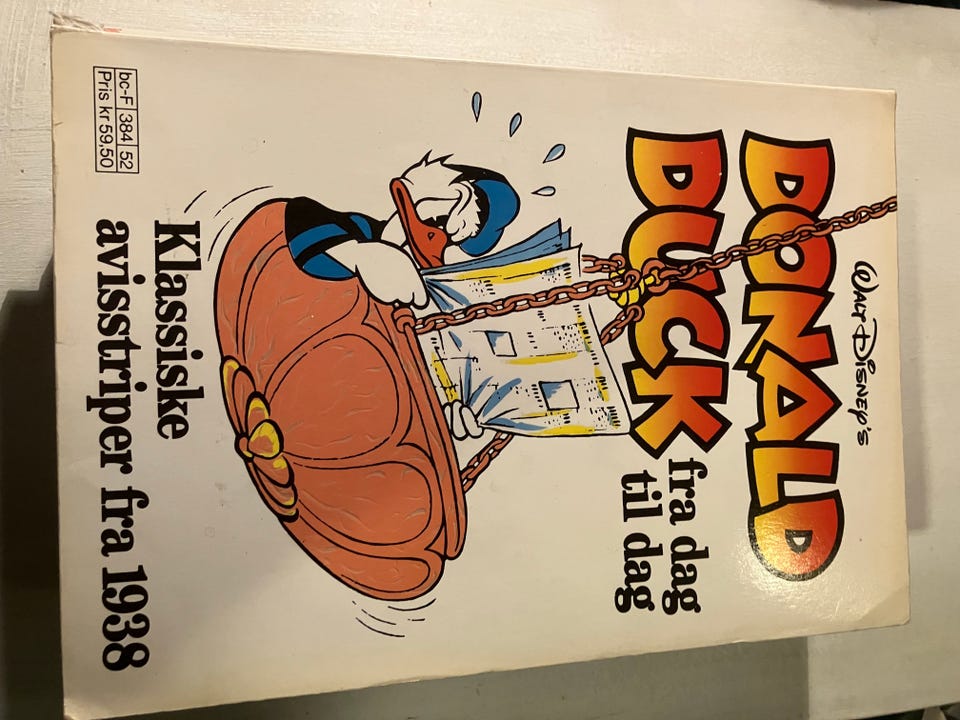 WALT DISNEY'S
DONALD
DUCK fra dag
til dag
Klassiske
avisstriper fra 1938
bc-F 384 52
Pris kr 59,50